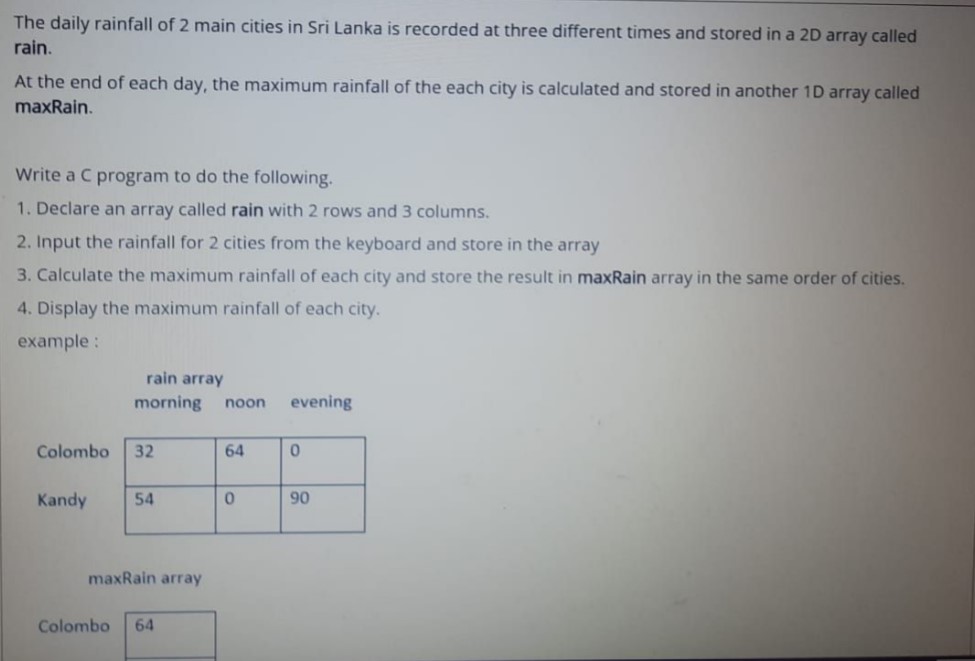 The daily rainfall of 2 main cities in Sri Lanka is recorded at three different times and stored in a 2D array called
rain.
At the end of each day, the maximum rainfall of the each city is calculated and stored in another 1D array called
maxRain.
Write a C program to do the following.
1. Declare an array called rain with 2 rows and 3 columns.
2. Input the rainfall for 2 cities from the keyboard and store in the array
3. Calculate the maximum rainfall of each city and store the result in maxRain array in the same order of cities.
4. Display the maximum rainfall of each city.
example :
rain array
morning noon evening
Colombo 32 64 0
Kandy 54 0 90
maxRain array
Colombo 64